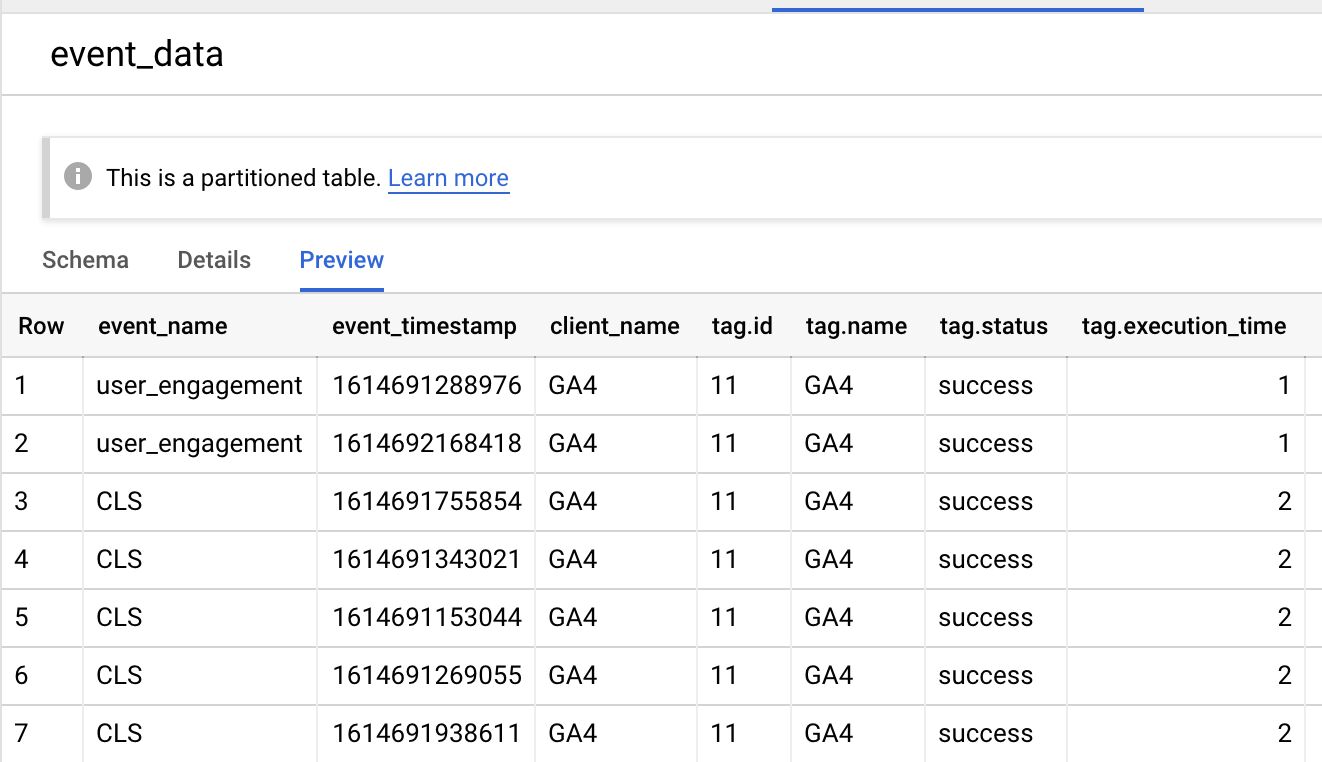 event_data
This is a partitioned table. Learn more
Schema Details Preview
Row event_name event_timestamp client_name tag.id tag.name tag.status tag.execution_time
1 user_engagement 1614691288976 GA4 11 GA4 success 1
2 user_engagement 1614692168418 GA4 11 GA4 success 1
3 CLS 1614691755854 GA4 11 GA4 success 2
4 CLS 1614691343021 GA4 11 GA4 success 2
5 CLS 1614691153044 GA4 11 GA4 success 2
6 CLS 1614691269055 GA4 11 GA4 success 2
7 CLS 1614691938611 GA4 11 GA4 success 2